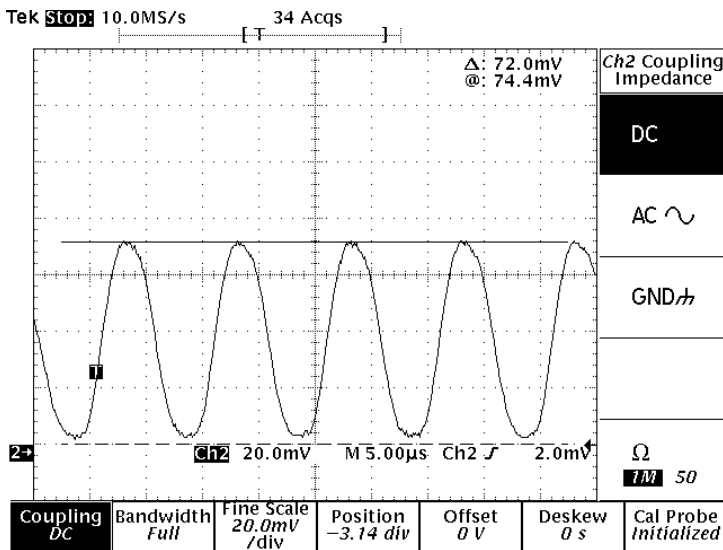 Tek Stop: 10.0MS/s 34 Acqs
[ T ]
Δ: 72.0mV
@: 74.4mV
Ch2 Coupling
Impedance
DC
AC
GND
T
2→
Ch2 20.0mV M 5.00µs Ch2 2.0mV
Ω
1M 50
Coupling
DC
Bandwidth
Full
Fine Scale
20.0mV
/div
Position
−3.14 div
Offset
0 V
Deskew
0 s
Cal Probe
Initialized